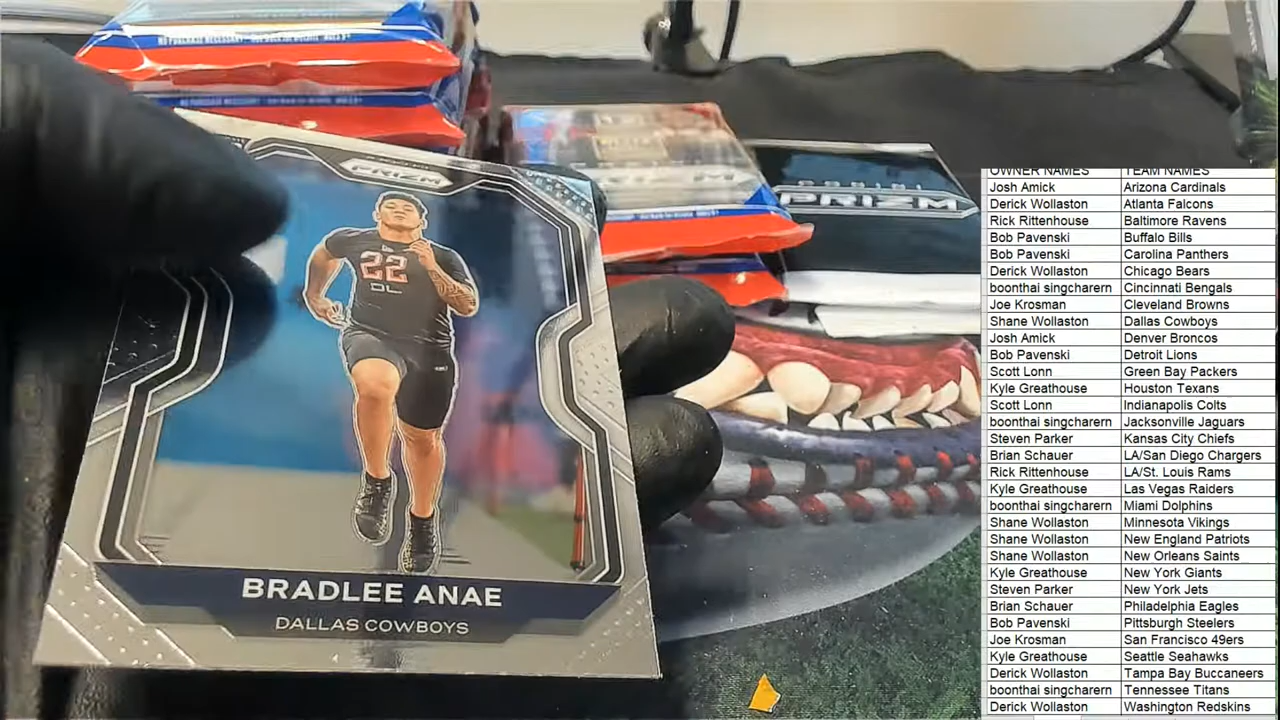 NO PURCHASE NECESSARY
PRIZM
22
DL
BRADLEE ANAE
DALLAS COWBOYS
PANINI
PRIZM
OWNER NAMES TEAM NAMES
Josh Amick Arizona Cardinals
Derick Wollaston Atlanta Falcons
Rick Rittenhouse Baltimore Ravens
Bob Pavenski Buffalo Bills
Bob Pavenski Carolina Panthers
Derick Wollaston Chicago Bears
boonthai singcharern Cincinnati Bengals
Joe Krosman Cleveland Browns
Shane Wollaston Dallas Cowboys
Josh Amick Denver Broncos
Bob Pavenski Detroit Lions
Scott Lonn Green Bay Packers
Kyle Greathouse Houston Texans
Scott Lonn Indianapolis Colts
boonthai singcharern Jacksonville Jaguars
Steven Parker Kansas City Chiefs
Brian Schauer LA/San Diego Chargers
Rick Rittenhouse LA/St. Louis Rams
Kyle Greathouse Las Vegas Raiders
boonthai singcharern Miami Dolphins
Shane Wollaston Minnesota Vikings
Shane Wollaston New England Patriots
Shane Wollaston New Orleans Saints
Kyle Greathouse New York Giants
Steven Parker New York Jets
Brian Schauer Philadelphia Eagles
Bob Pavenski Pittsburgh Steelers
Joe Krosman San Francisco 49ers
Kyle Greathouse Seattle Seahawks
Derick Wollaston Tampa Bay Buccaneers
boonthai singcharern Tennessee Titans
Derick Wollaston Washington Redskins